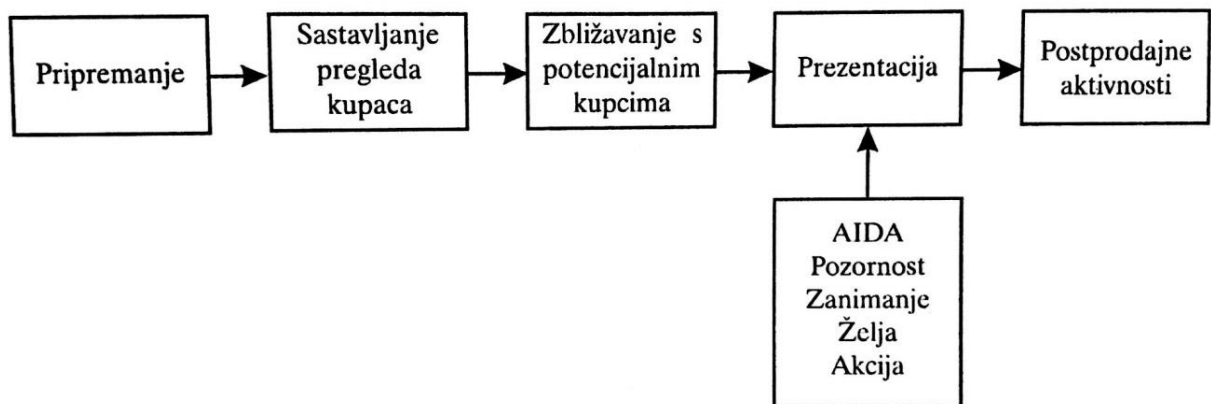 Pripremanje
Sastavljanje
pregleda
kupaca
Zbližavanje s
potencijalnim
kupcima
Prezentacija
Postprodajne
aktivnosti
AIDA
Pozornost
Zanimanje
Želja
Akcija